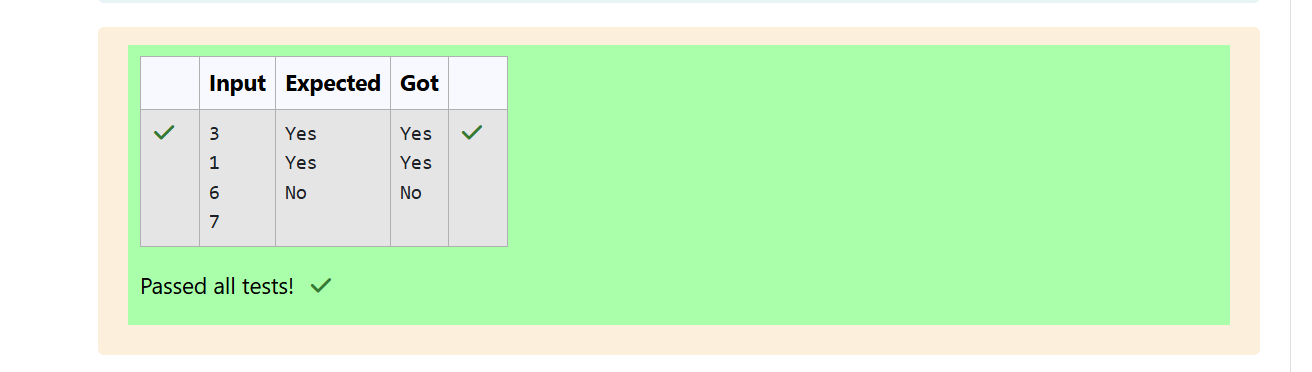 Input Expected Got
3 Yes Yes
1 Yes Yes
6 No No
7
Passed all tests!